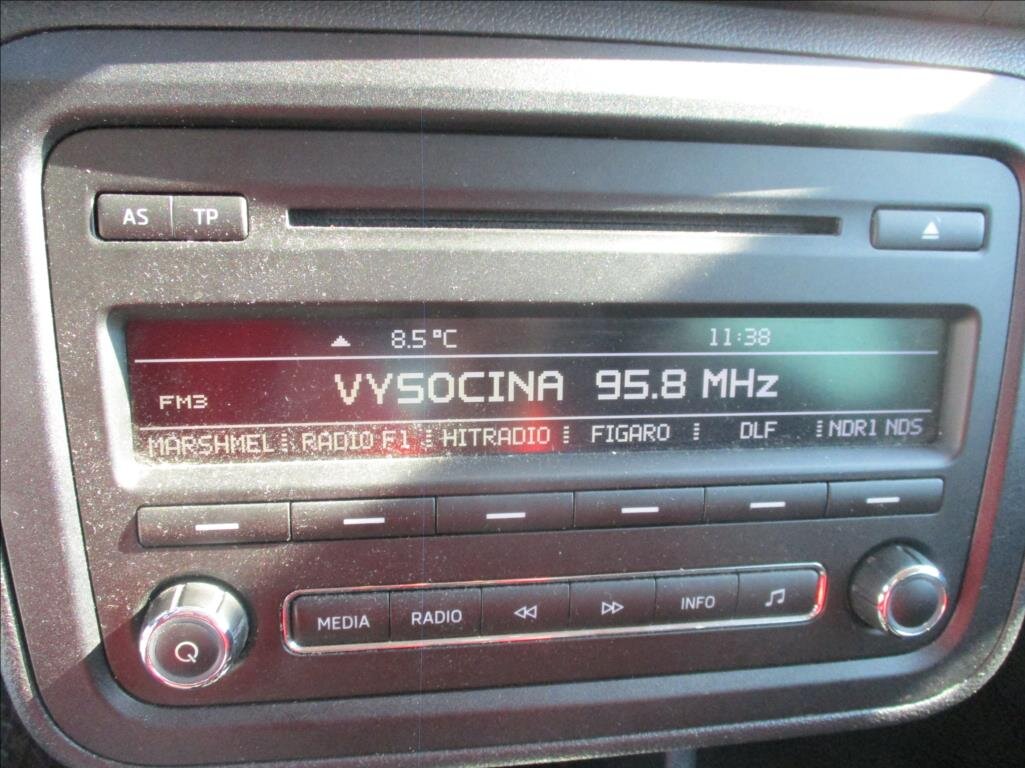 AS TP
8.5°C 11:38
FM3 VYSOCINA 95.8 MHz
MARSHMEL RADIO F1 HITRADIO FIGARO DLF NDR1 NDS
MEDIA RADIO INFO